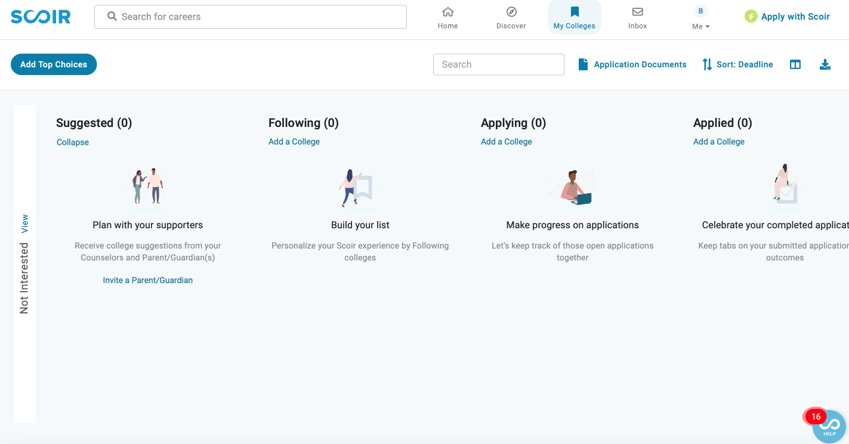 SCOIR
Search for careers
Home
Discover
My Colleges
Inbox
B
Me
Apply with Scoir
Add Top Choices
Search
Application Documents
Sort: Deadline
Not Interested View
Suggested (0)
Collapse
Plan with your supporters
Receive college suggestions from your
Counselors and Parent/Guardian(s)
Invite a Parent/Guardian
Following (0)
Add a College
Build your list
Personalize your Scoir experience by Following
colleges
Applying (0)
Add a College
Make progress on applications
Let's keep track of those open applications
together
Applied (0)
Add a College
Celebrate your completed applicat
Keep tabs on your submitted application
outcomes
16
HELP